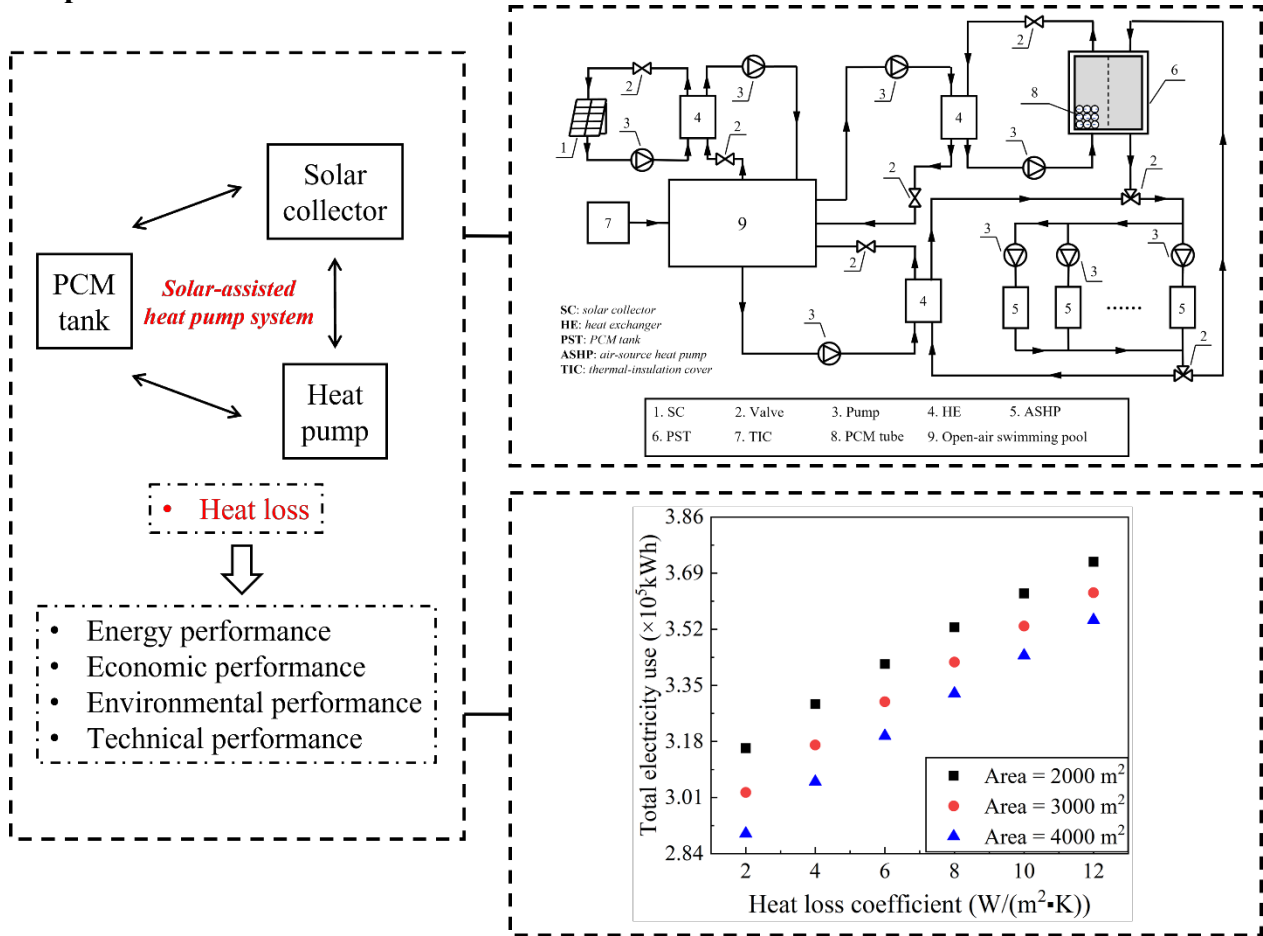 Solar
collector
PCM
tank
Solar-assisted
heat pump system
Heat
pump
• Heat loss
• Energy performance
• Economic performance
• Environmental performance
• Technical performance
2
3
2
6
2
3
4
3
4
8
2
1
3
3
2
2
7
9
2
3
3
3
4
5
5
......
5
3
2
SC: solar collector
HE: heat exchanger
PST: PCM tank
ASHP: air-source heat pump
TIC: thermal-insulation cover
1. SC 2. Valve 3. Pump 4. HE 5. ASHP
6. PST 7. TIC 8. PCM tube 9. Open-air swimming pool
Total electricity use (×10⁵kWh)
3.86
3.69
3.52
3.35
3.18
3.01
2.84
Area = 2000 m²
Area = 3000 m²
Area = 4000 m²
2 4 6 8 10 12
Heat loss coefficient (W/(m²▪K))